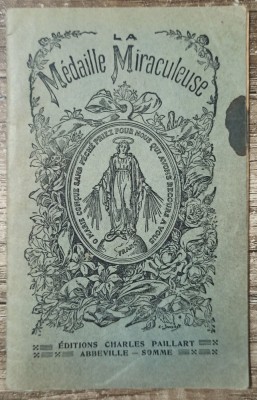 LA
Médaille Miraculeuse
O MARIE CONÇUE SANS PÉCHÉ PRIEZ POUR NOUS QUI AVONS RECOURS A VOUS
ÉDITIONS CHARLES PAILLART
ABBEVILLE — SOMME